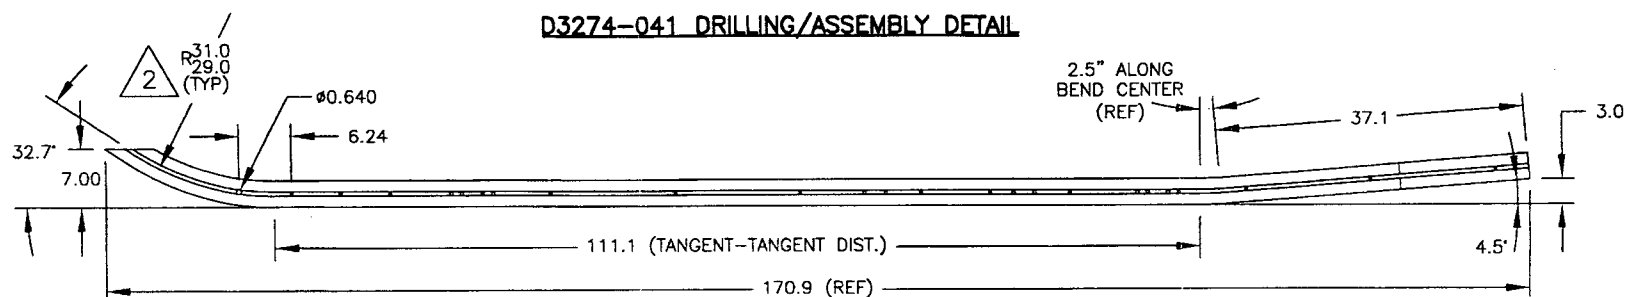 D3274-041 DRILLING/ASSEMBLY DETAIL
2
R31.0
29.0
(TYP)
ø0.640
6.24
2.5" ALONG
BEND CENTER
(REF)
37.1
3.0
32.7°
7.00
111.1 (TANGENT-TANGENT DIST.)
4.5°
170.9 (REF)